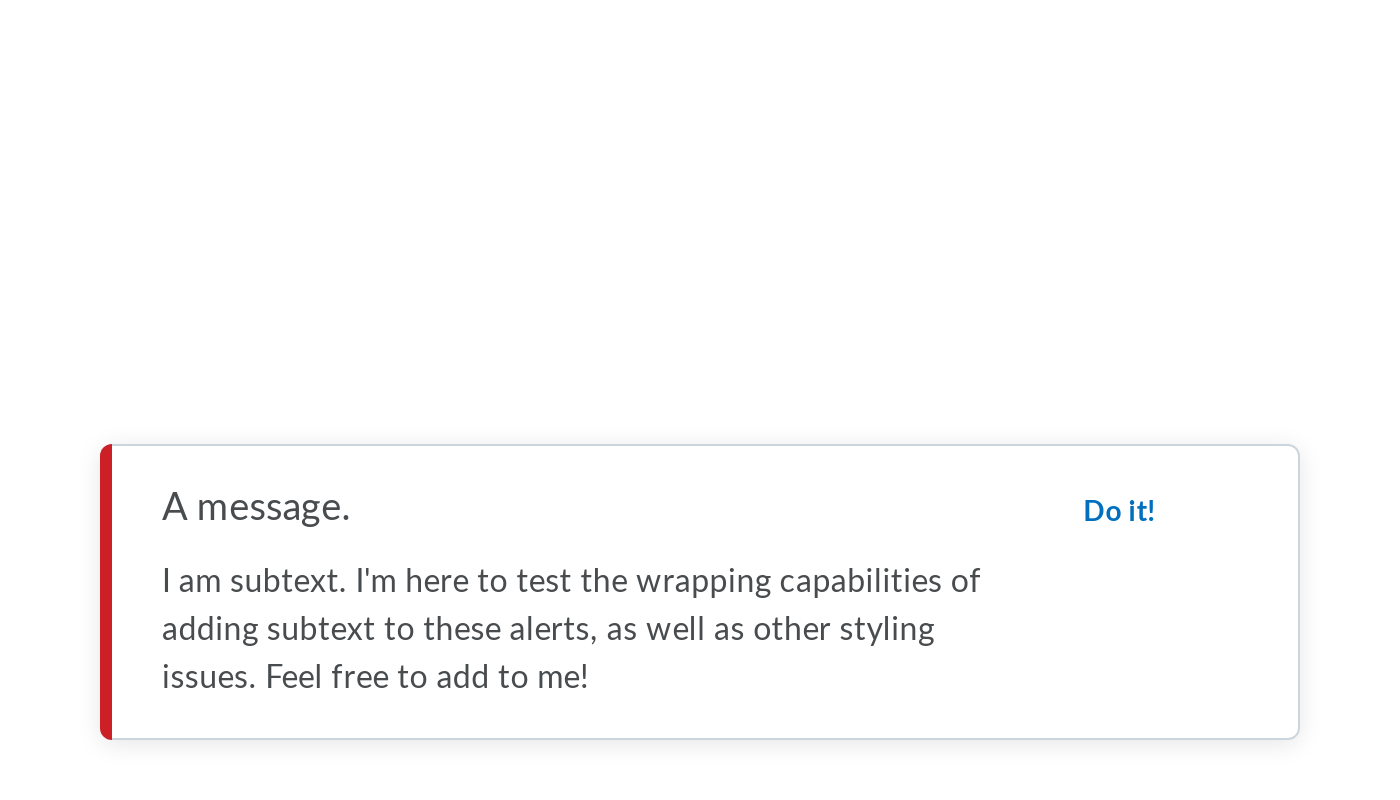 A message.
Do it!
I am subtext. I'm here to test the wrapping capabilities of
adding subtext to these alerts, as well as other styling
issues. Feel free to add to me!